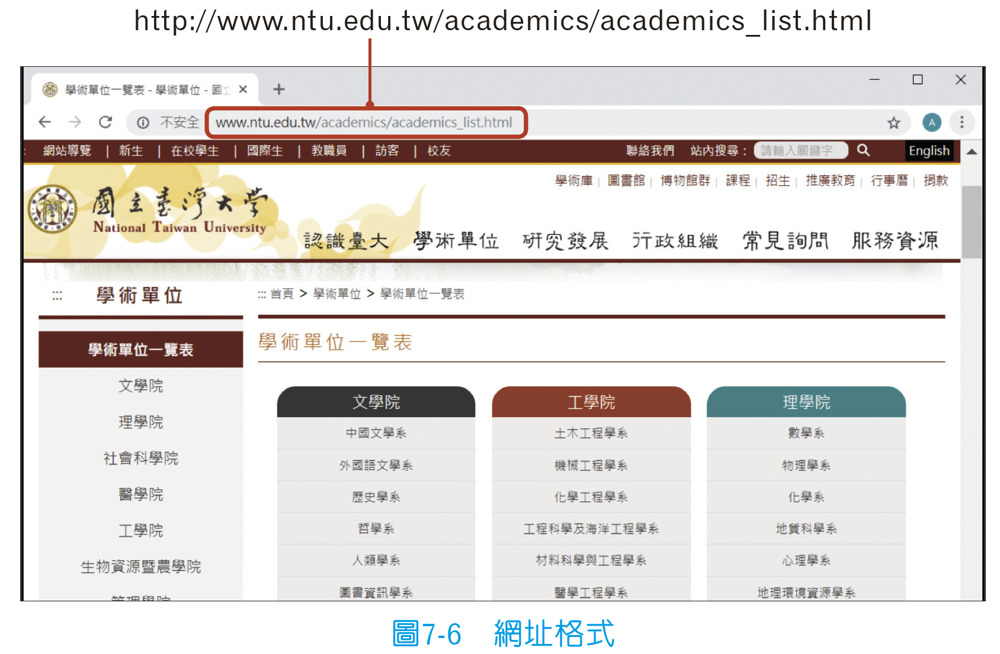 http://www.ntu.edu.tw/academics/academics_list.html
學術單位一覽表 - 學術單位 - 國立
不安全 www.ntu.edu.tw/academics/academics_list.html A
網站導覽 | 新生 | 在校學生 | 國際生 | 教職員 | 訪客 | 校友 聯絡我們 站內搜尋： 請輸入關鍵字 English
學術庫 | 圖書館 | 博物館群 | 課程 | 招生 | 推廣教育 | 行事曆 | 捐款
國立臺灣大學
National Taiwan University
認識臺大 學術單位 研究發展 行政組織 常見詢問 服務資源
::: 學術單位
::: 首頁 > 學術單位 > 學術單位一覽表
學術單位一覽表
文學院
理學院
社會科學院
醫學院
工學院
生物資源暨農學院
管理學院
學術單位一覽表
文學院
中國文學系
外國語文學系
歷史學系
哲學系
人類學系
圖書資訊學系
工學院
土木工程學系
機械工程學系
化學工程學系
工程科學及海洋工程學系
材料科學與工程學系
醫學工程學系
理學院
數學系
物理學系
化學系
地質科學系
心理學系
地理環境資源學系
圖7-6 網址格式